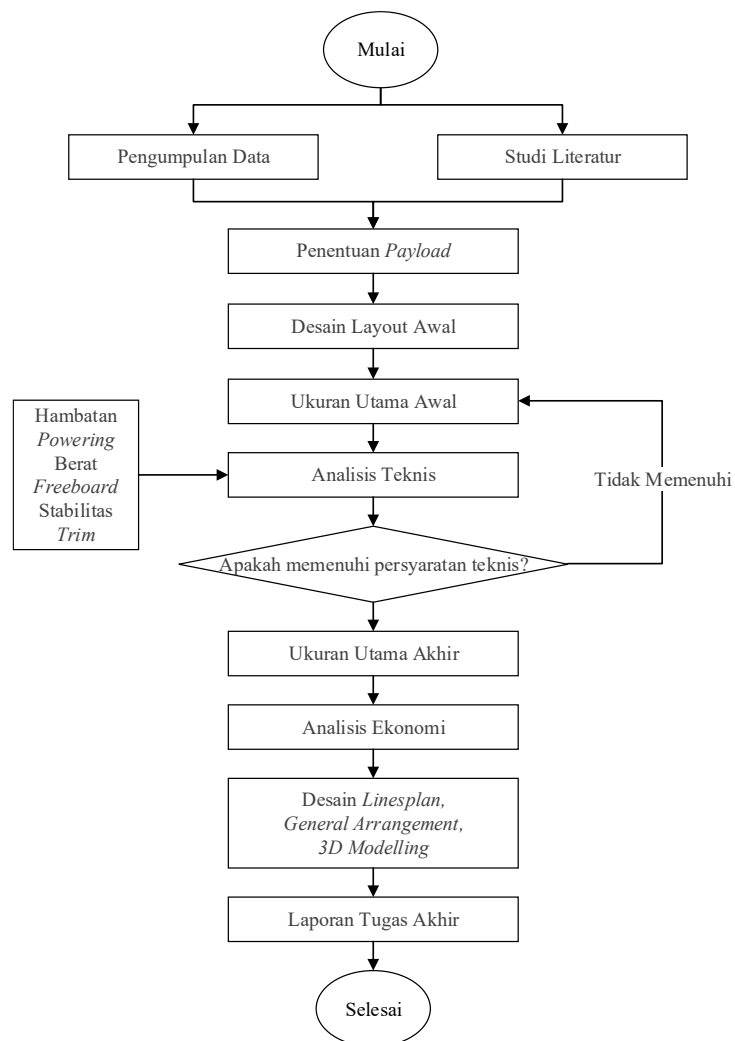 Mulai
Pengumpulan Data
Studi Literatur
Penentuan Payload
Desain Layout Awal
Ukuran Utama Awal
Hambatan
Powering
Berat
Freeboard
Stabilitas
Trim
Analisis Teknis
Tidak Memenuhi
Apakah memenuhi persyaratan teknis?
Ukuran Utama Akhir
Analisis Ekonomi
Desain Linesplan,
General Arrangement,
3D Modelling
Laporan Tugas Akhir
Selesai